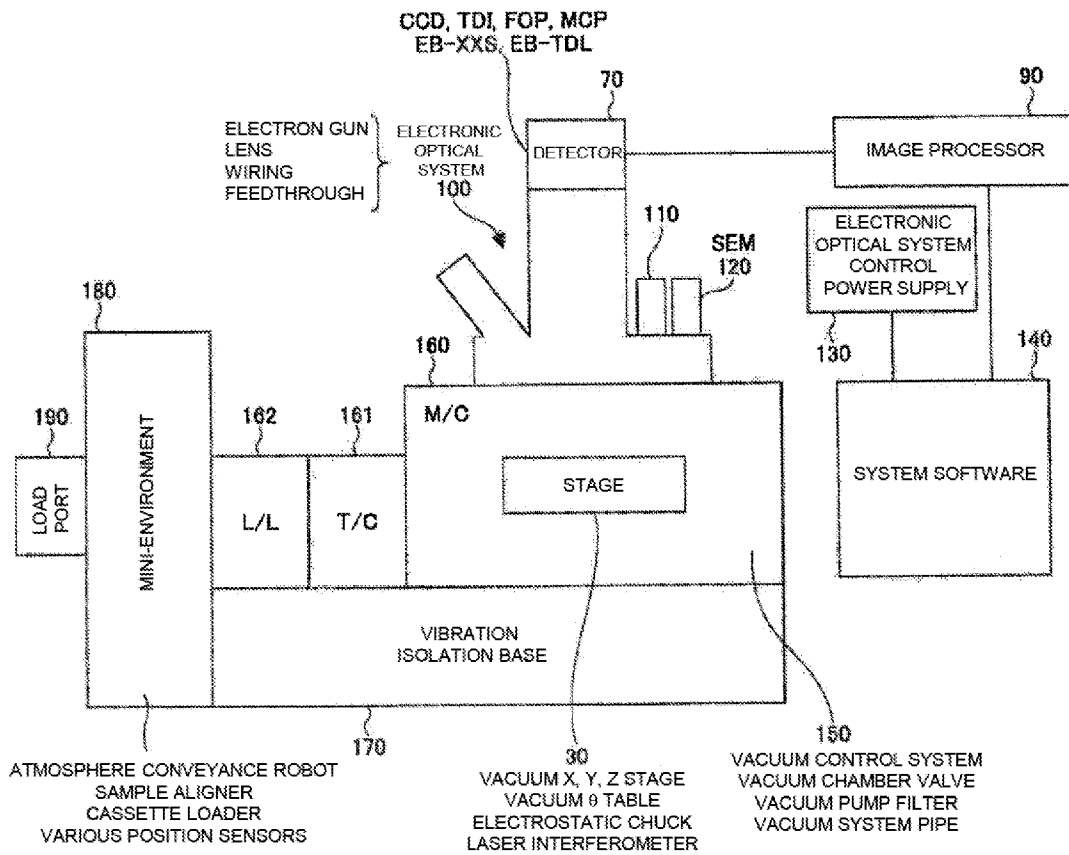 CCD, TDI, FOP, MCP
EB-XXS, EB-TDL
70
90
ELECTRON GUN
LENS
WIRING
FEEDTHROUGH
ELECTRONIC
OPTICAL
SYSTEM
100
DETECTOR
IMAGE PROCESSOR
110
SEM
120
ELECTRONIC
OPTICAL SYSTEM
CONTROL
POWER SUPPLY
130
140
180
160
190
162
161
M/C
LOAD
PORT
MINI-ENVIRONMENT
L/L
T/C
STAGE
SYSTEM SOFTWARE
VIBRATION
ISOLATION BASE
170
30
150
ATMOSPHERE CONVEYANCE ROBOT
SAMPLE ALIGNER
CASSETTE LOADER
VARIOUS POSITION SENSORS
VACUUM X, Y, Z STAGE
VACUUM θ TABLE
ELECTROSTATIC CHUCK
LASER INTERFEROMETER
VACUUM CONTROL SYSTEM
VACUUM CHAMBER VALVE
VACUUM PUMP FILTER
VACUUM SYSTEM PIPE